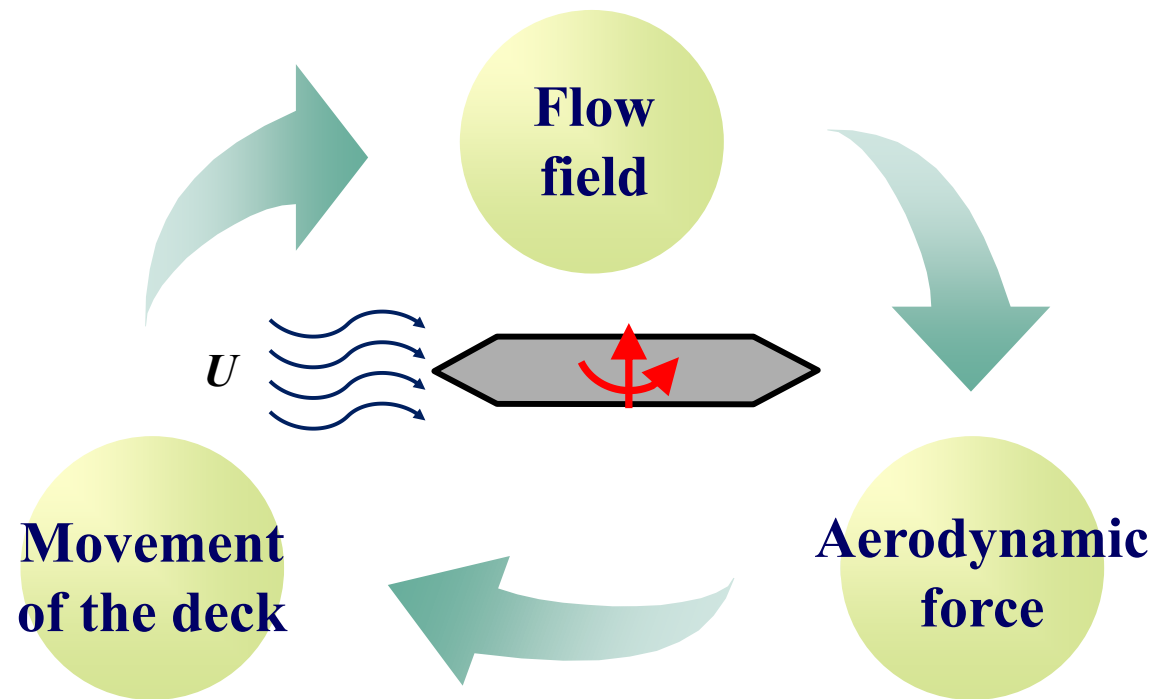 Flow
field
U
Movement
of the deck
Aerodynamic
force